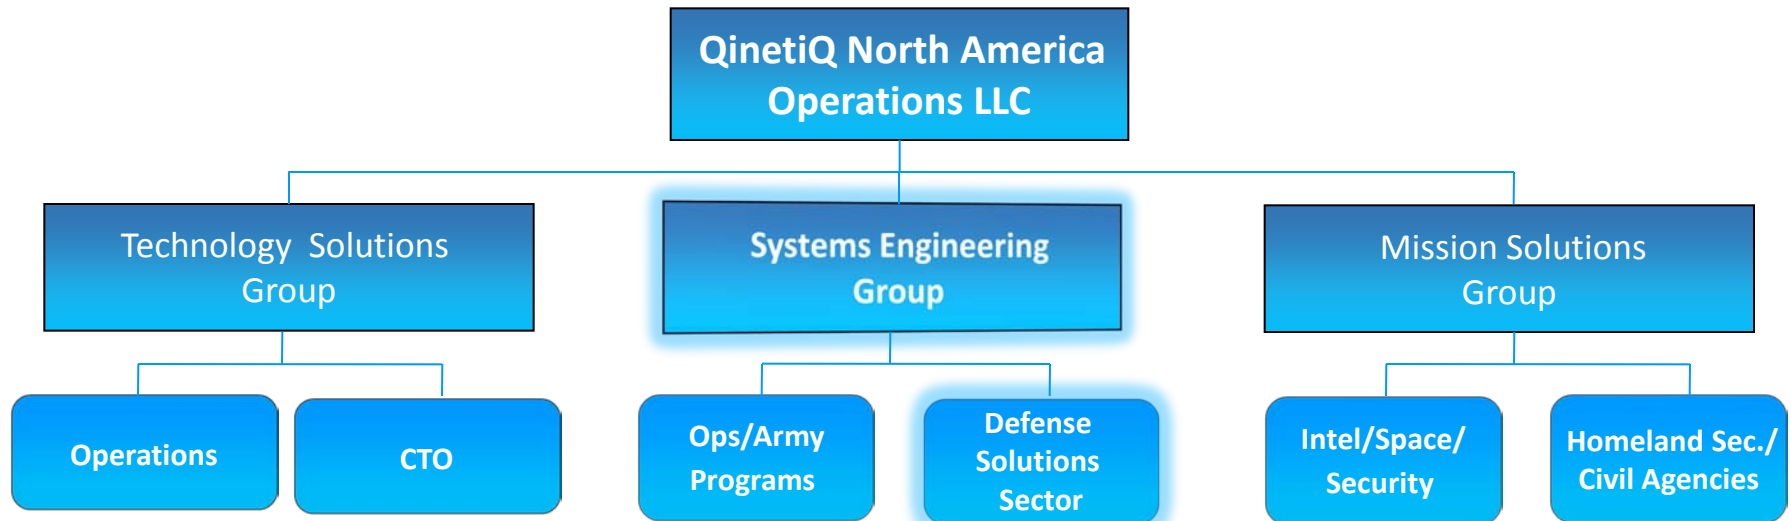 QinetiQ North America
Operations LLC
Technology Solutions
Group
Systems Engineering
Group
Mission Solutions
Group
Operations
CTO
Ops/Army
Programs
Defense
Solutions
Sector
Intel/Space/
Security
Homeland Sec./
Civil Agencies